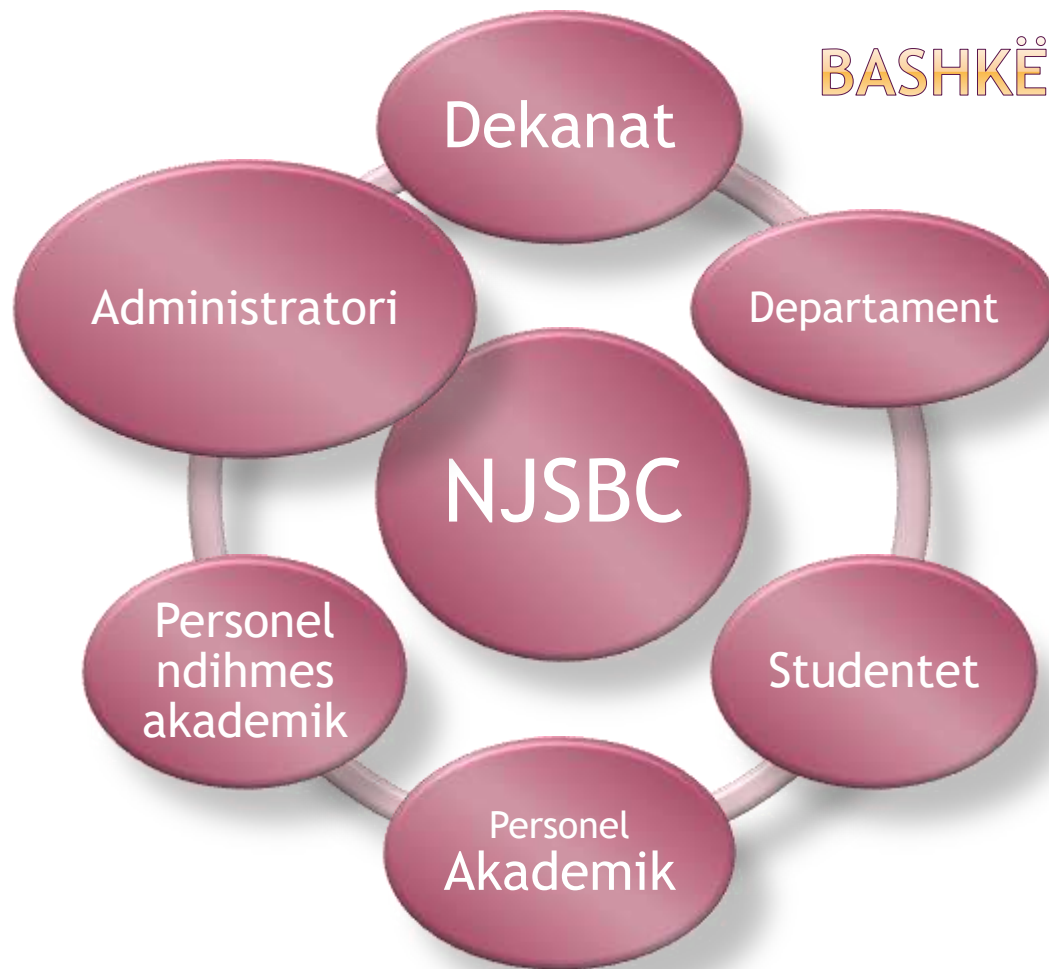 BASHKË
Dekanat
Administratori
Departament
NJSBC
Personel
ndihmes
akademik
Studentet
Personel
Akademik